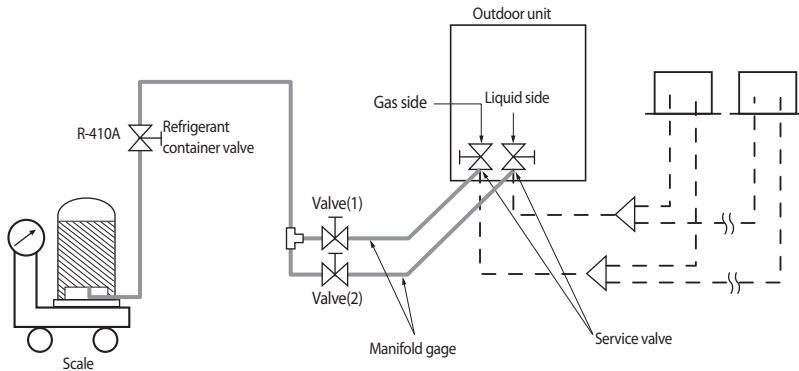 Outdoor unit
Gas side
Liquid side
R-410A
Refrigerant
container valve
Valve(1)
Valve(2)
Manifold gage
Service valve
Scale